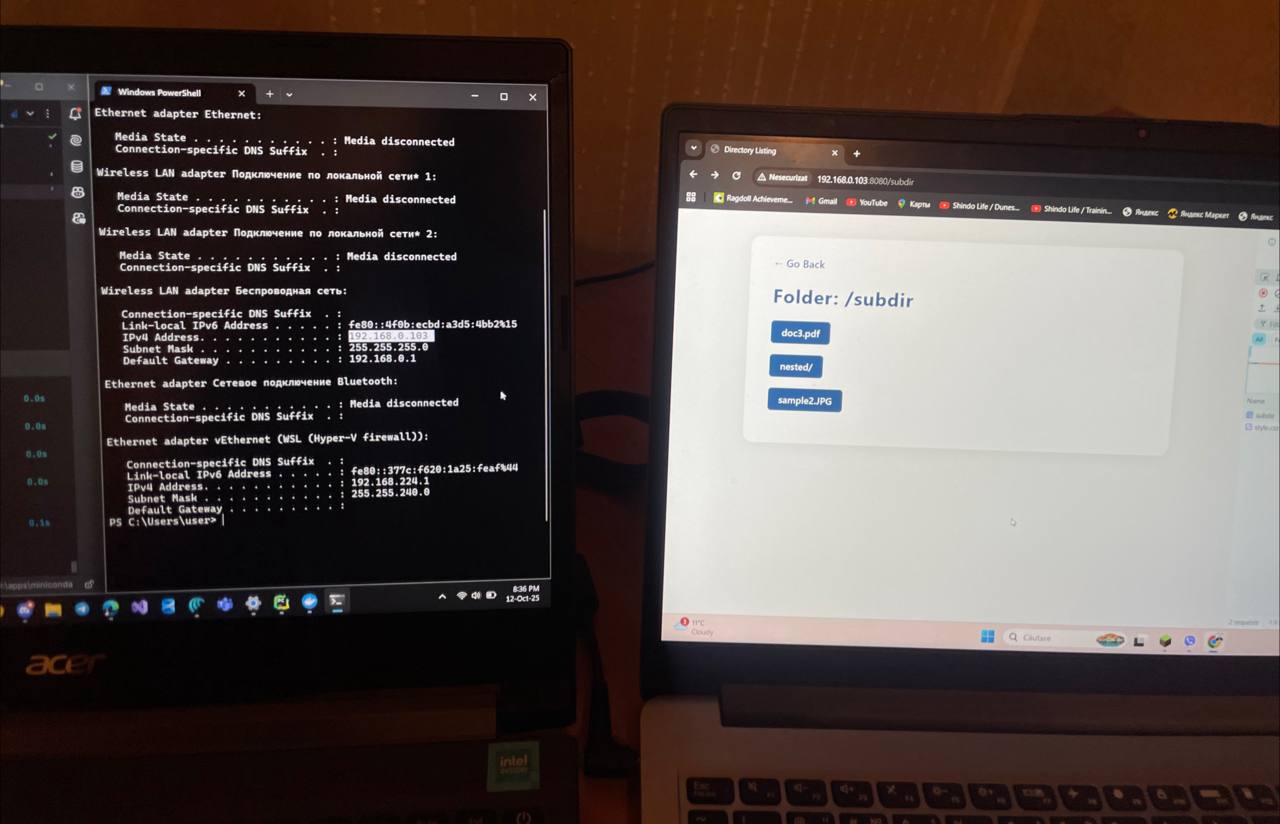 Windows PowerShell
Ethernet adapter Ethernet:
Media State . . . . . . . . . . . : Media disconnected
Connection-specific DNS Suffix . :
Wireless LAN adapter Подключение по локальной сети* 1:
Media State . . . . . . . . . . . : Media disconnected
Connection-specific DNS Suffix . :
Wireless LAN adapter Подключение по локальной сети* 2:
Media State . . . . . . . . . . . : Media disconnected
Connection-specific DNS Suffix . :
Wireless LAN adapter Беспроводная сеть:
Connection-specific DNS Suffix . :
Link-local IPv6 Address . . . . . : fe80::4f0b:ecbd:a3d5:4bb2%15
IPv4 Address. . . . . . . . . . . : 192.168.0.103
Subnet Mask . . . . . . . . . . . : 255.255.255.0
Default Gateway . . . . . . . . . : 192.168.0.1
Ethernet adapter Сетевое подключение Bluetooth:
Media State . . . . . . . . . . . : Media disconnected
Connection-specific DNS Suffix . :
Ethernet adapter vEthernet (WSL (Hyper-V firewall)):
Connection-specific DNS Suffix . :
Link-local IPv6 Address . . . . . : fe80::377c:f620:1a25:feaf%44
IPv4 Address. . . . . . . . . . . : 192.168.224.1
Subnet Mask . . . . . . . . . . . : 255.255.240.0
Default Gateway . . . . . . . . . :
PS C:\Users\user>
0.0s
0.0s
0.0s
0.0s
0.1s
apps\miniconda
8:36 PM
12-Oct-25
acer
intel
Directory Listing
Nesecurizat 192.168.0.103:8080/subdir
Ragdoll Achieveme... Gmail YouTube Карты Shindo Life / Dunes... Shindo Life / Trainin... Яндекс Яндекс Маркет Яндекс
← Go Back
Folder: /subdir
doc3.pdf
nested/
sample2.JPG
Name
subdir
11°C
Cloudy
Căutare
Esc